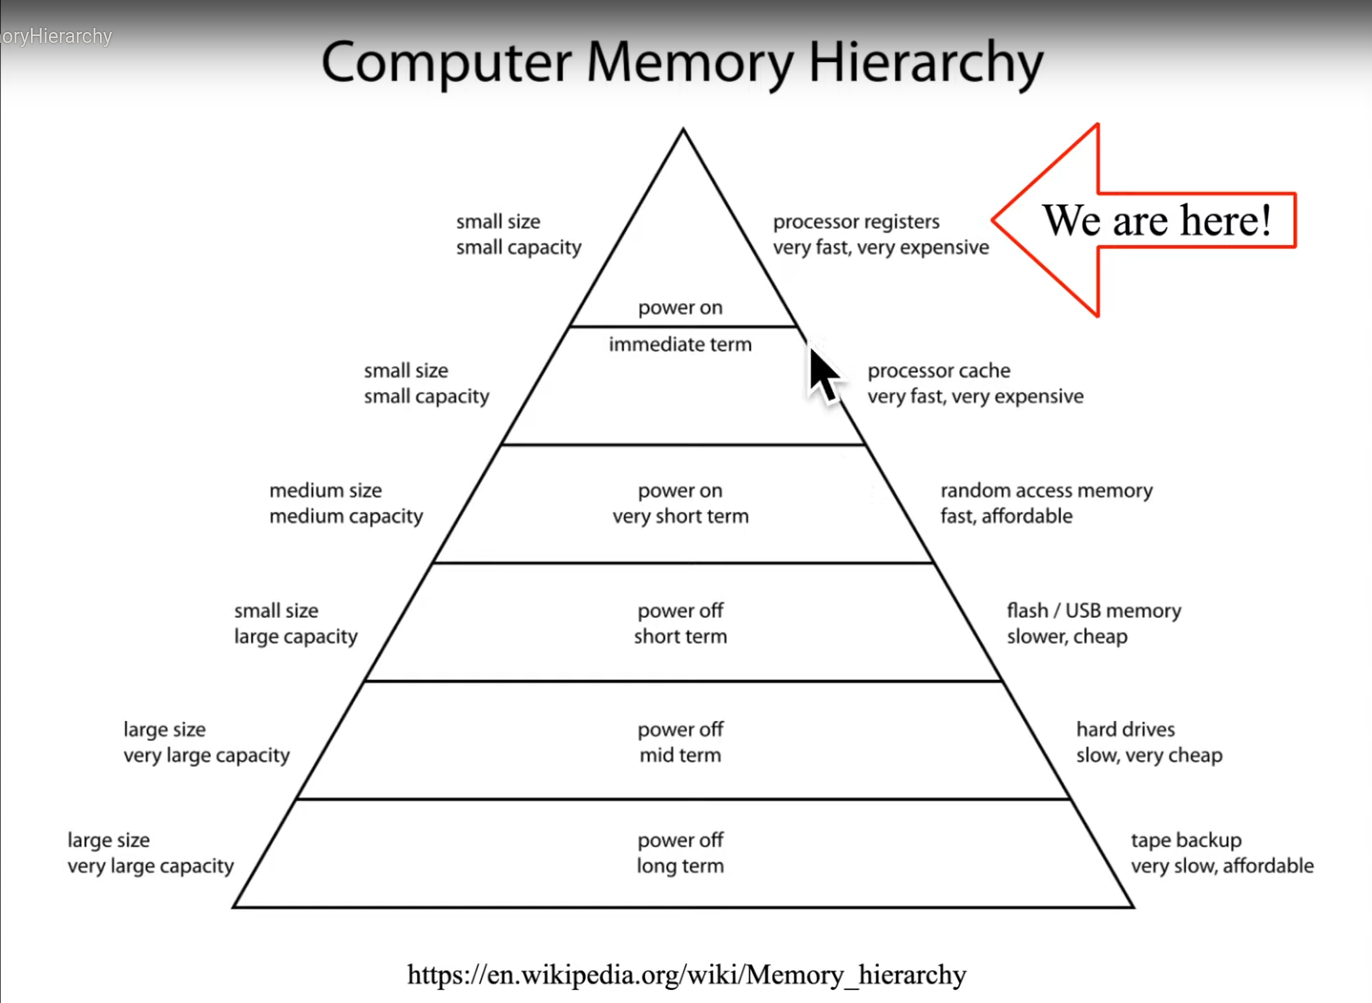 oryHierarchy
Computer Memory Hierarchy
small size
small capacity
processor registers
very fast, very expensive
We are here!
power on
immediate term
small size
small capacity
processor cache
very fast, very expensive
medium size
medium capacity
power on
very short term
random access memory
fast, affordable
small size
large capacity
power off
short term
flash / USB memory
slower, cheap
large size
very large capacity
power off
mid term
hard drives
slow, very cheap
large size
very large capacity
power off
long term
tape backup
very slow, affordable
https://en.wikipedia.org/wiki/Memory_hierarchy